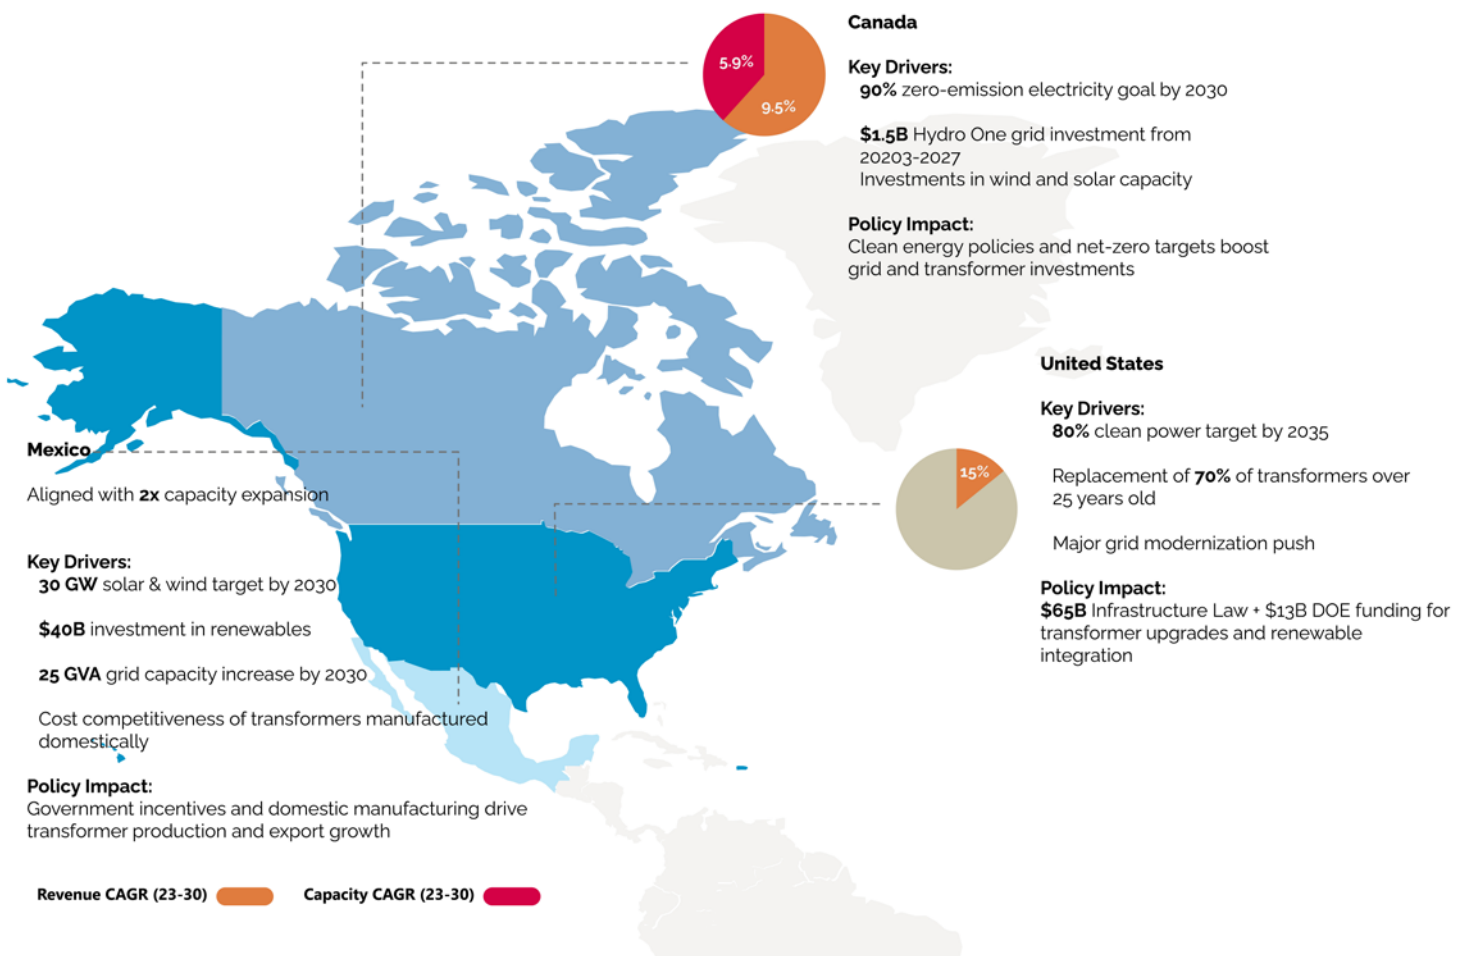 Canada
Key Drivers:
90% zero-emission electricity goal by 2030
$1.5B Hydro One grid investment from
20203-2027
Investments in wind and solar capacity
Policy Impact:
Clean energy policies and net-zero targets boost
grid and transformer investments
5.9%
9.5%
United States
Key Drivers:
80% clean power target by 2035
Replacement of 70% of transformers over
25 years old
Major grid modernization push
Policy Impact:
$65B Infrastructure Law + $13B DOE funding for
transformer upgrades and renewable
integration
15%
Mexico
Aligned with 2x capacity expansion
Key Drivers:
30 GW solar & wind target by 2030
$40B investment in renewables
25 GVA grid capacity increase by 2030
Cost competitiveness of transformers manufactured
domestically
Policy Impact:
Government incentives and domestic manufacturing drive
transformer production and export growth
Revenue CAGR (23-30)
Capacity CAGR (23-30)